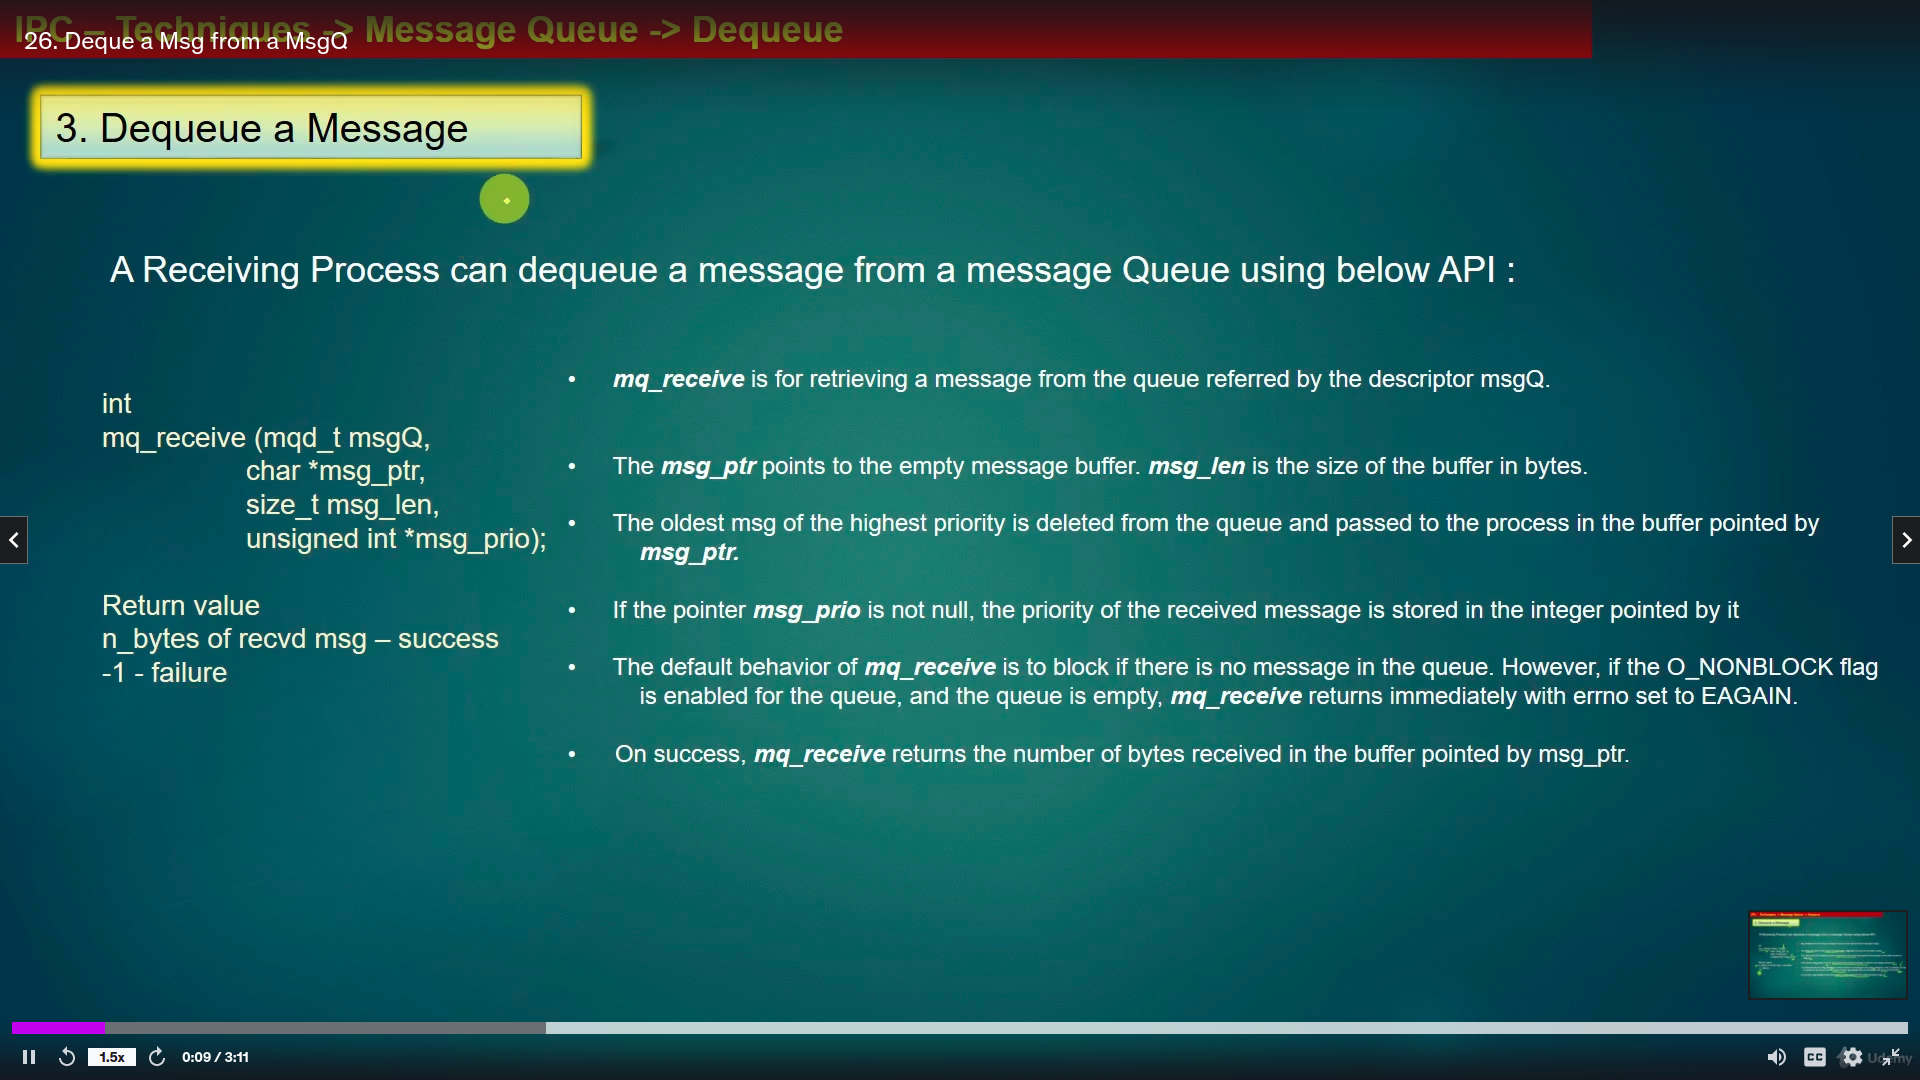 IPC – Techniques -> Message Queue -> Dequeue
26. Deque a Msg from a MsgQ
3. Dequeue a Message
A Receiving Process can dequeue a message from a message Queue using below API :
int
mq_receive (mqd_t msgQ,
char *msg_ptr,
size_t msg_len,
unsigned int *msg_prio);
Return value
n_bytes of recvd msg – success
-1 - failure
• mq_receive is for retrieving a message from the queue referred by the descriptor msgQ.
• The msg_ptr points to the empty message buffer. msg_len is the size of the buffer in bytes.
• The oldest msg of the highest priority is deleted from the queue and passed to the process in the buffer pointed by
msg_ptr.
• If the pointer msg_prio is not null, the priority of the received message is stored in the integer pointed by it
• The default behavior of mq_receive is to block if there is no message in the queue. However, if the O_NONBLOCK flag
is enabled for the queue, and the queue is empty, mq_receive returns immediately with errno set to EAGAIN.
• On success, mq_receive returns the number of bytes received in the buffer pointed by msg_ptr.
1.5x
0:09 / 3:11
CC
Udemy